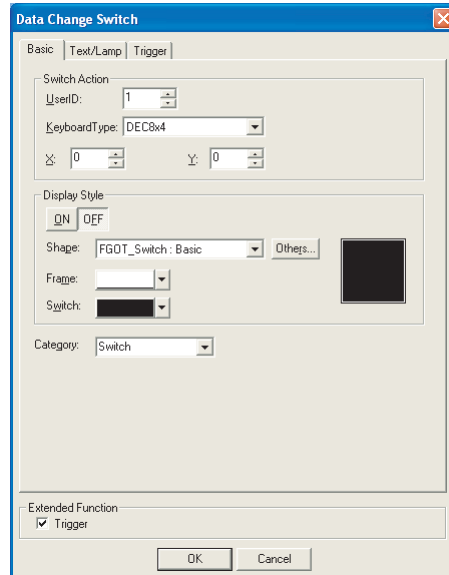 Data Change Switch
Basic Text/Lamp Trigger
Switch Action
UserID: 1
KeyboardType: DEC8x4
X: 0 Y: 0
Display Style
ON OFF
Shape: FGOT_Switch : Basic Others...
Frame:
Switch:
Category: Switch
Extended Function
Trigger
OK Cancel